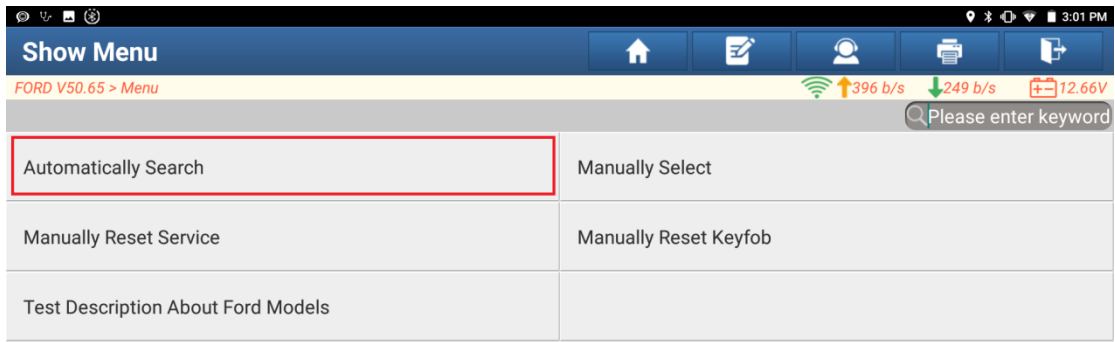 3:01 PM
Show Menu
FORD V50.65 > Menu
396 b/s
249 b/s
12.66V
Please enter keyword
Automatically Search
Manually Select
Manually Reset Service
Manually Reset Keyfob
Test Description About Ford Models